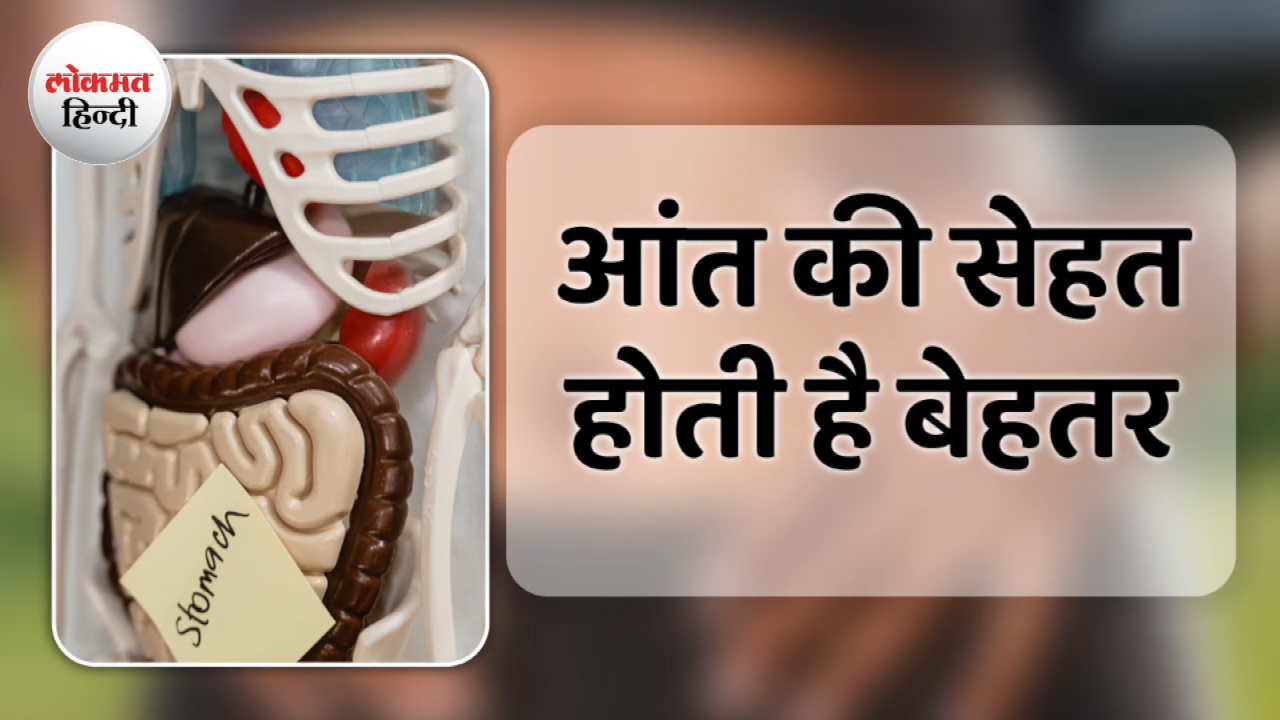 लोकमत
हिन्दी
आंत की सेहत
होती है बेहतर
Stomach